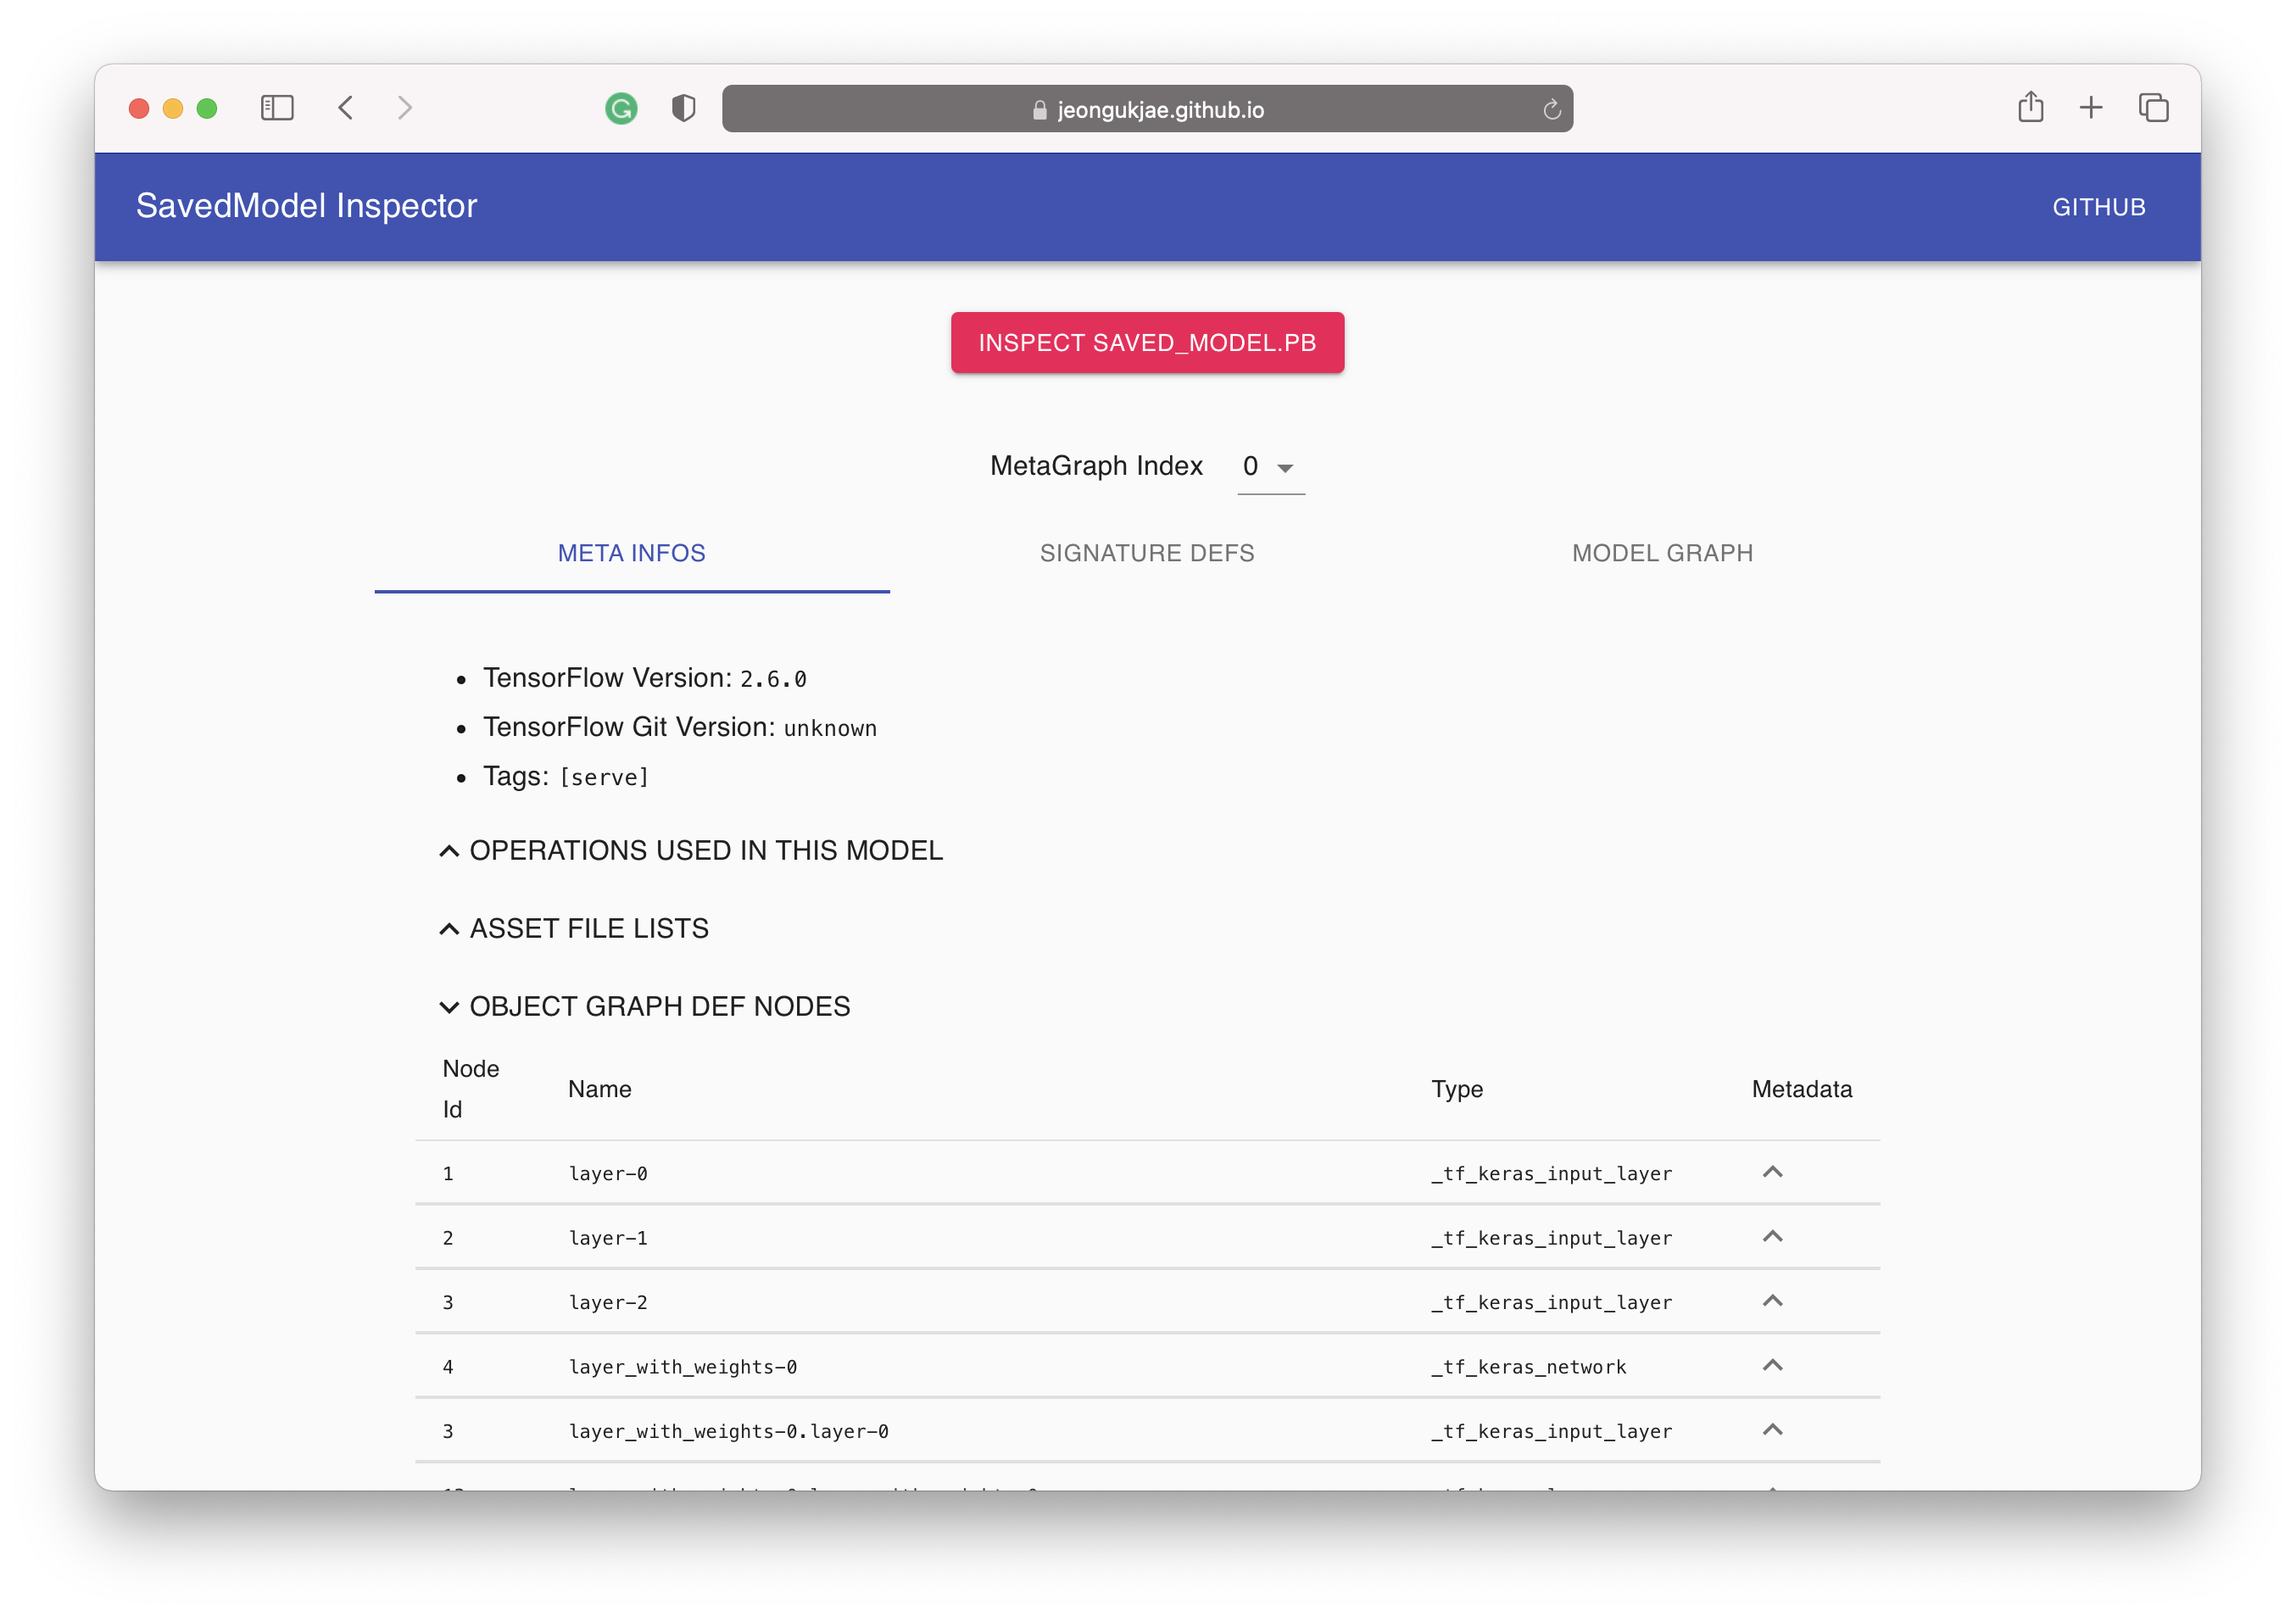 jeongukjae.github.io
SavedModel Inspector
GITHUB
INSPECT SAVED_MODEL.PB
MetaGraph Index 0
META INFOS
SIGNATURE DEFS
MODEL GRAPH
TensorFlow Version: 2.6.0
TensorFlow Git Version: unknown
Tags: [serve]
OPERATIONS USED IN THIS MODEL
ASSET FILE LISTS
OBJECT GRAPH DEF NODES
Node Id Name Type Metadata
1 layer-0 _tf_keras_input_layer
2 layer-1 _tf_keras_input_layer
3 layer-2 _tf_keras_input_layer
4 layer_with_weights-0 _tf_keras_network
3 layer_with_weights-0.layer-0 _tf_keras_input_layer